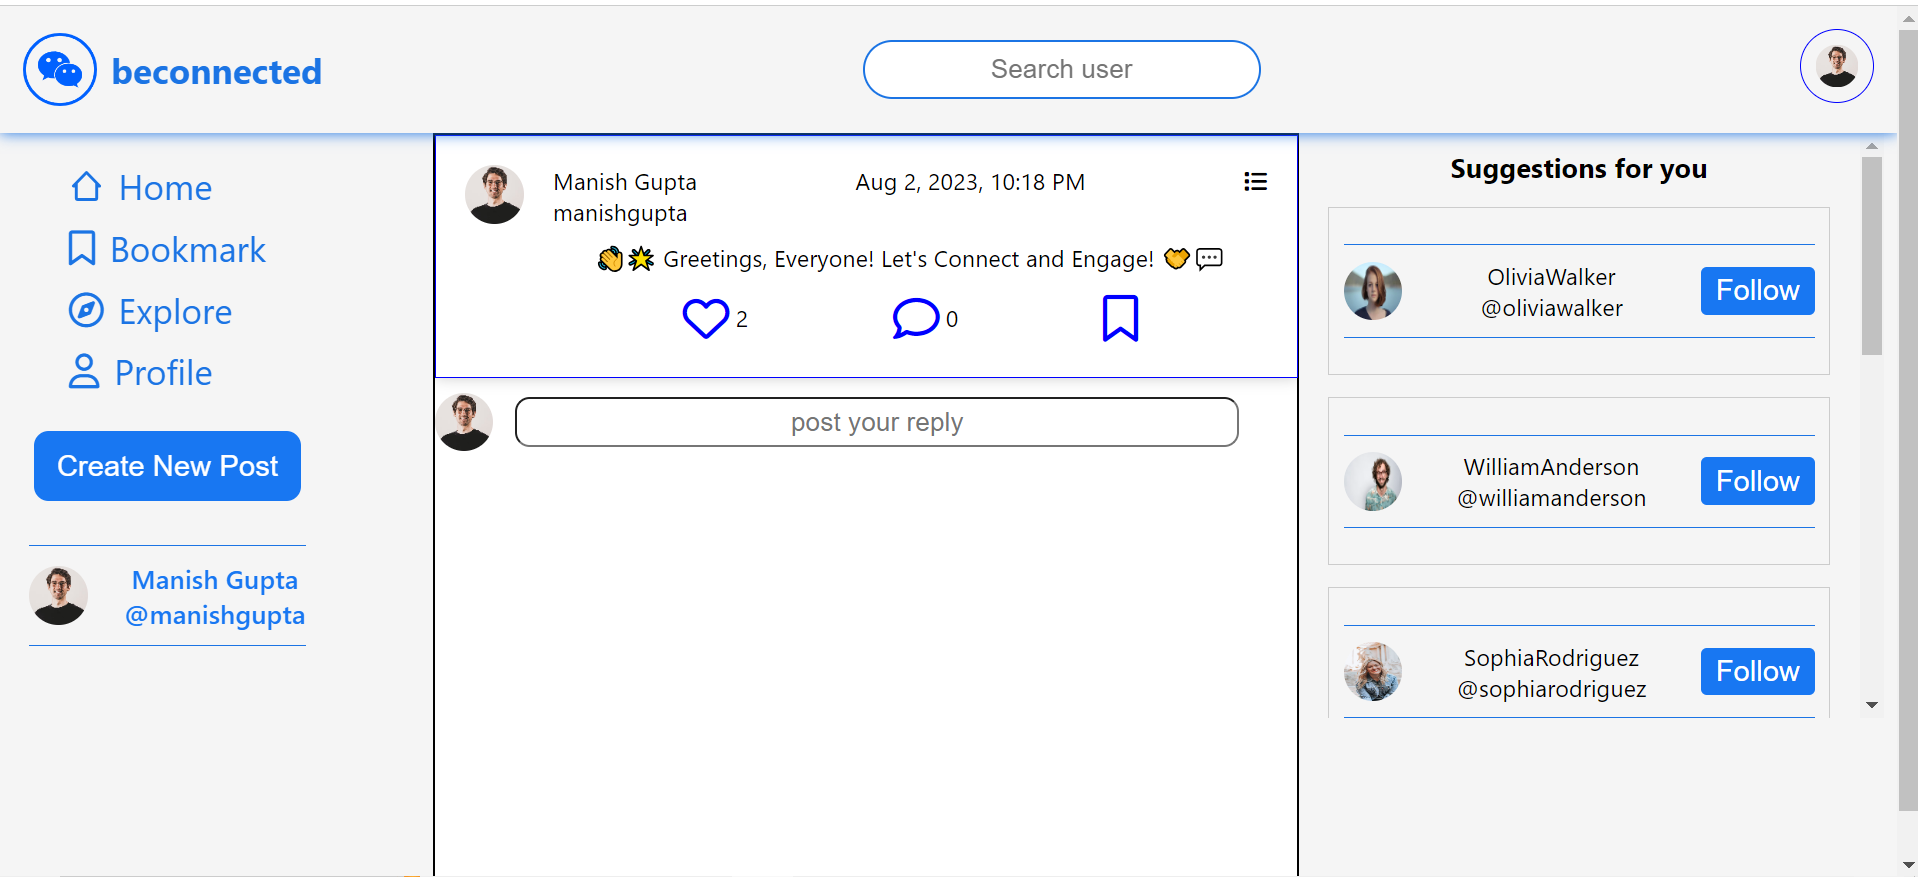 beconnected
Search user
Home
Bookmark
Explore
Profile
Create New Post
Manish Gupta
@manishgupta
Manish Gupta
manishgupta
Aug 2, 2023, 10:18 PM
👋🌟 Greetings, Everyone! Let's Connect and Engage! 🤝💬
2
0
post your reply
Suggestions for you
OliviaWalker
@oliviawalker
Follow
WilliamAnderson
@williamanderson
Follow
SophiaRodriguez
@sophiarodriguez
Follow